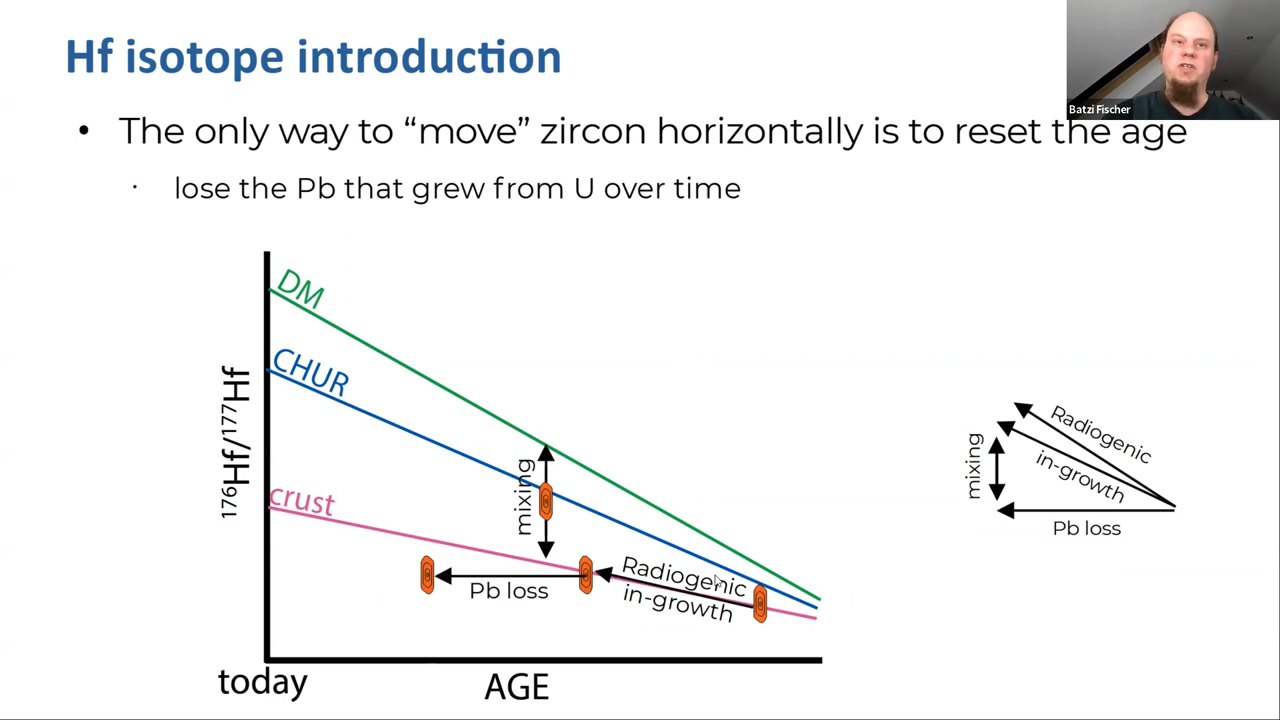 Hf isotope introduction
Batzi Fischer
• The only way to “move” zircon horizontally is to reset the age
· lose the Pb that grew from U over time
DM
CHUR
crust
176Hf/177Hf
mixing
Pb loss
Radiogenic
in-growth
today
AGE
Radiogenic
in-growth
mixing
Pb loss